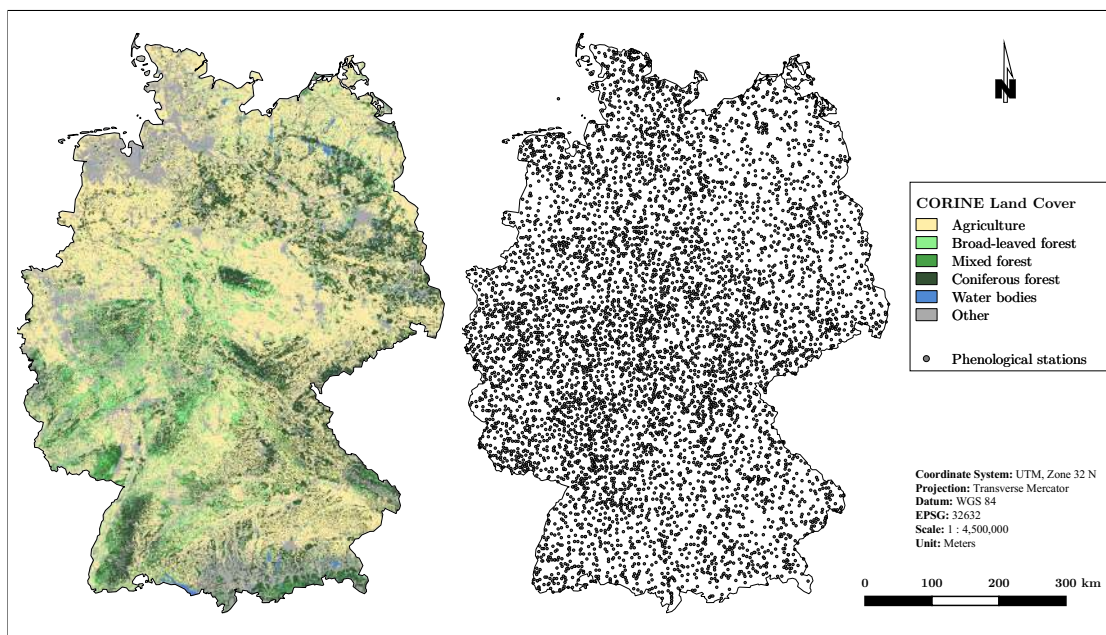 N
CORINE Land Cover
Agriculture
Broad-leaved forest
Mixed forest
Coniferous forest
Water bodies
Other
Phenological stations
Coordinate System: UTM, Zone 32 N
Projection: Transverse Mercator
Datum: WGS 84
EPSG: 32632
Scale: 1 : 4,500,000
Unit: Meters
0 100 200 300 km